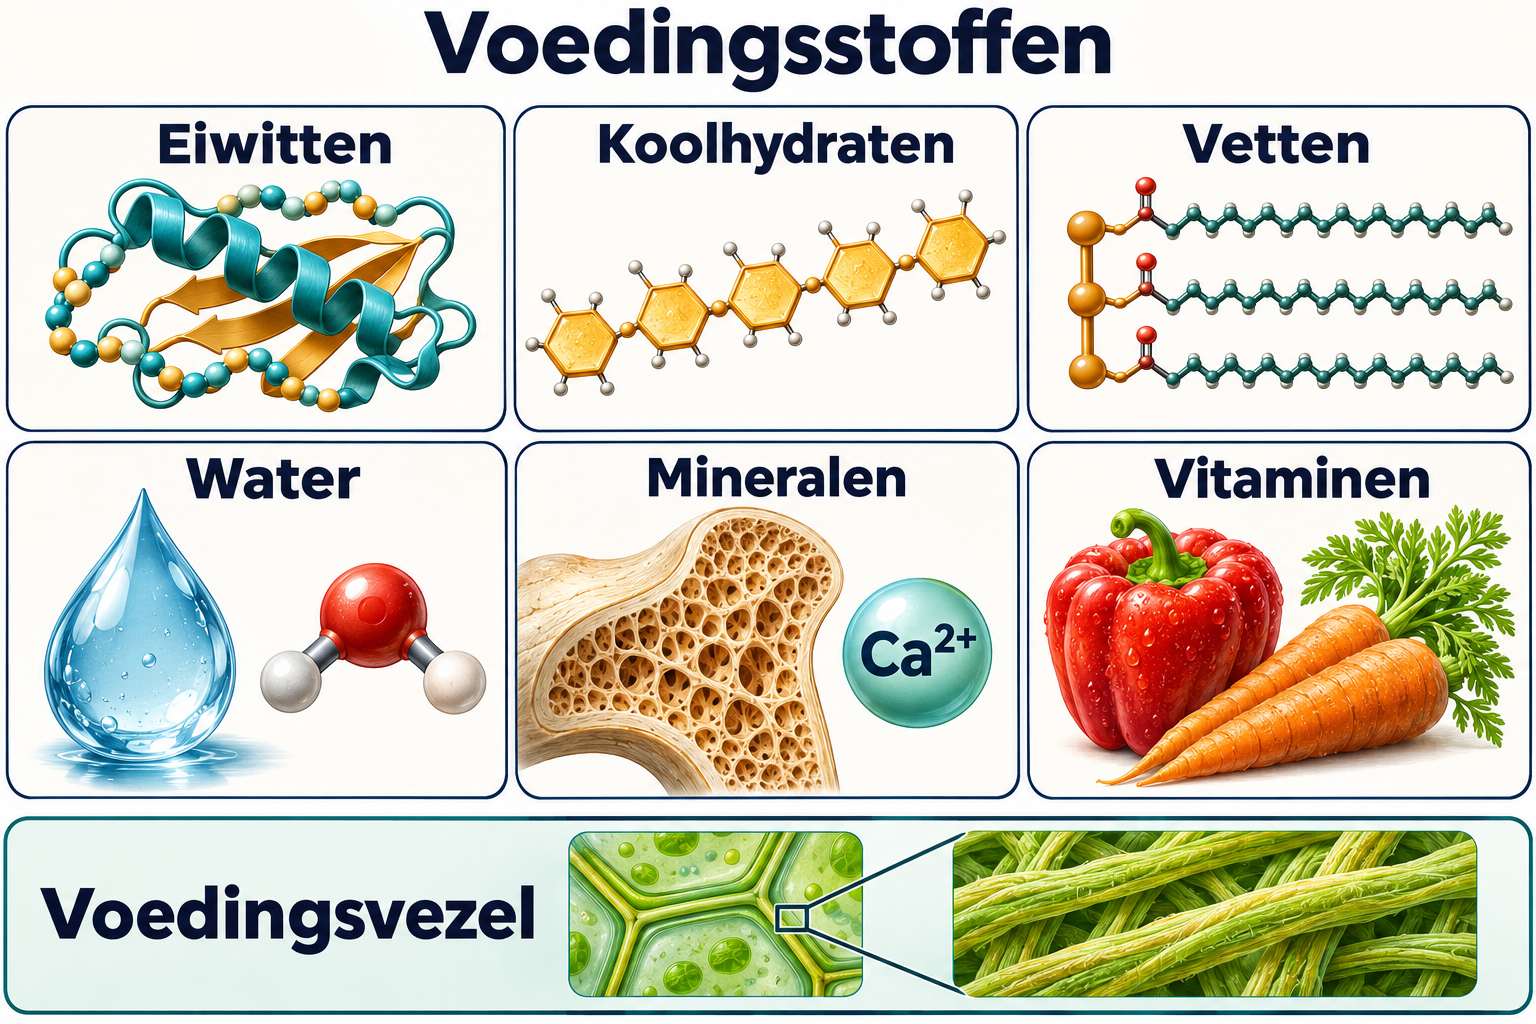 Voedingsstoffen
Eiwitten
Koolhydraten
Vetten
Water
Mineralen
Ca²⁺
Vitaminen
Voedingsvezel